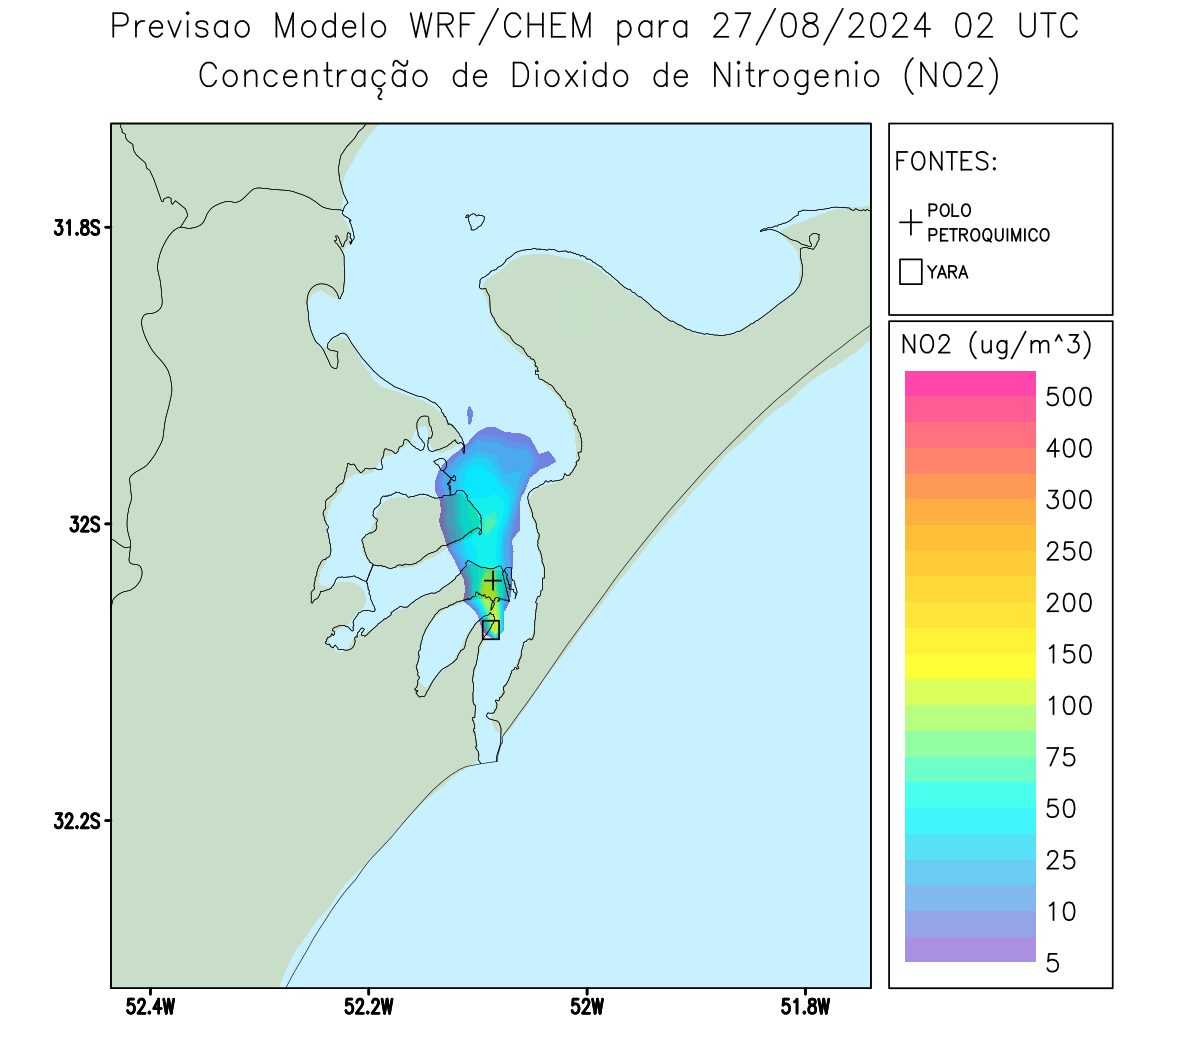 Previsao Modelo WRF/CHEM para 27/08/2024 02 UTC
Concentração de Dioxido de Nitrogenio (NO2)
FONTES:
POLO
PETROQUIMICO
YARA
31.8S
32S
32.2S
52.4W
52.2W
52W
51.8W
NO2 (ug/m^3)
500
400
300
250
200
150
100
75
50
25
10
5